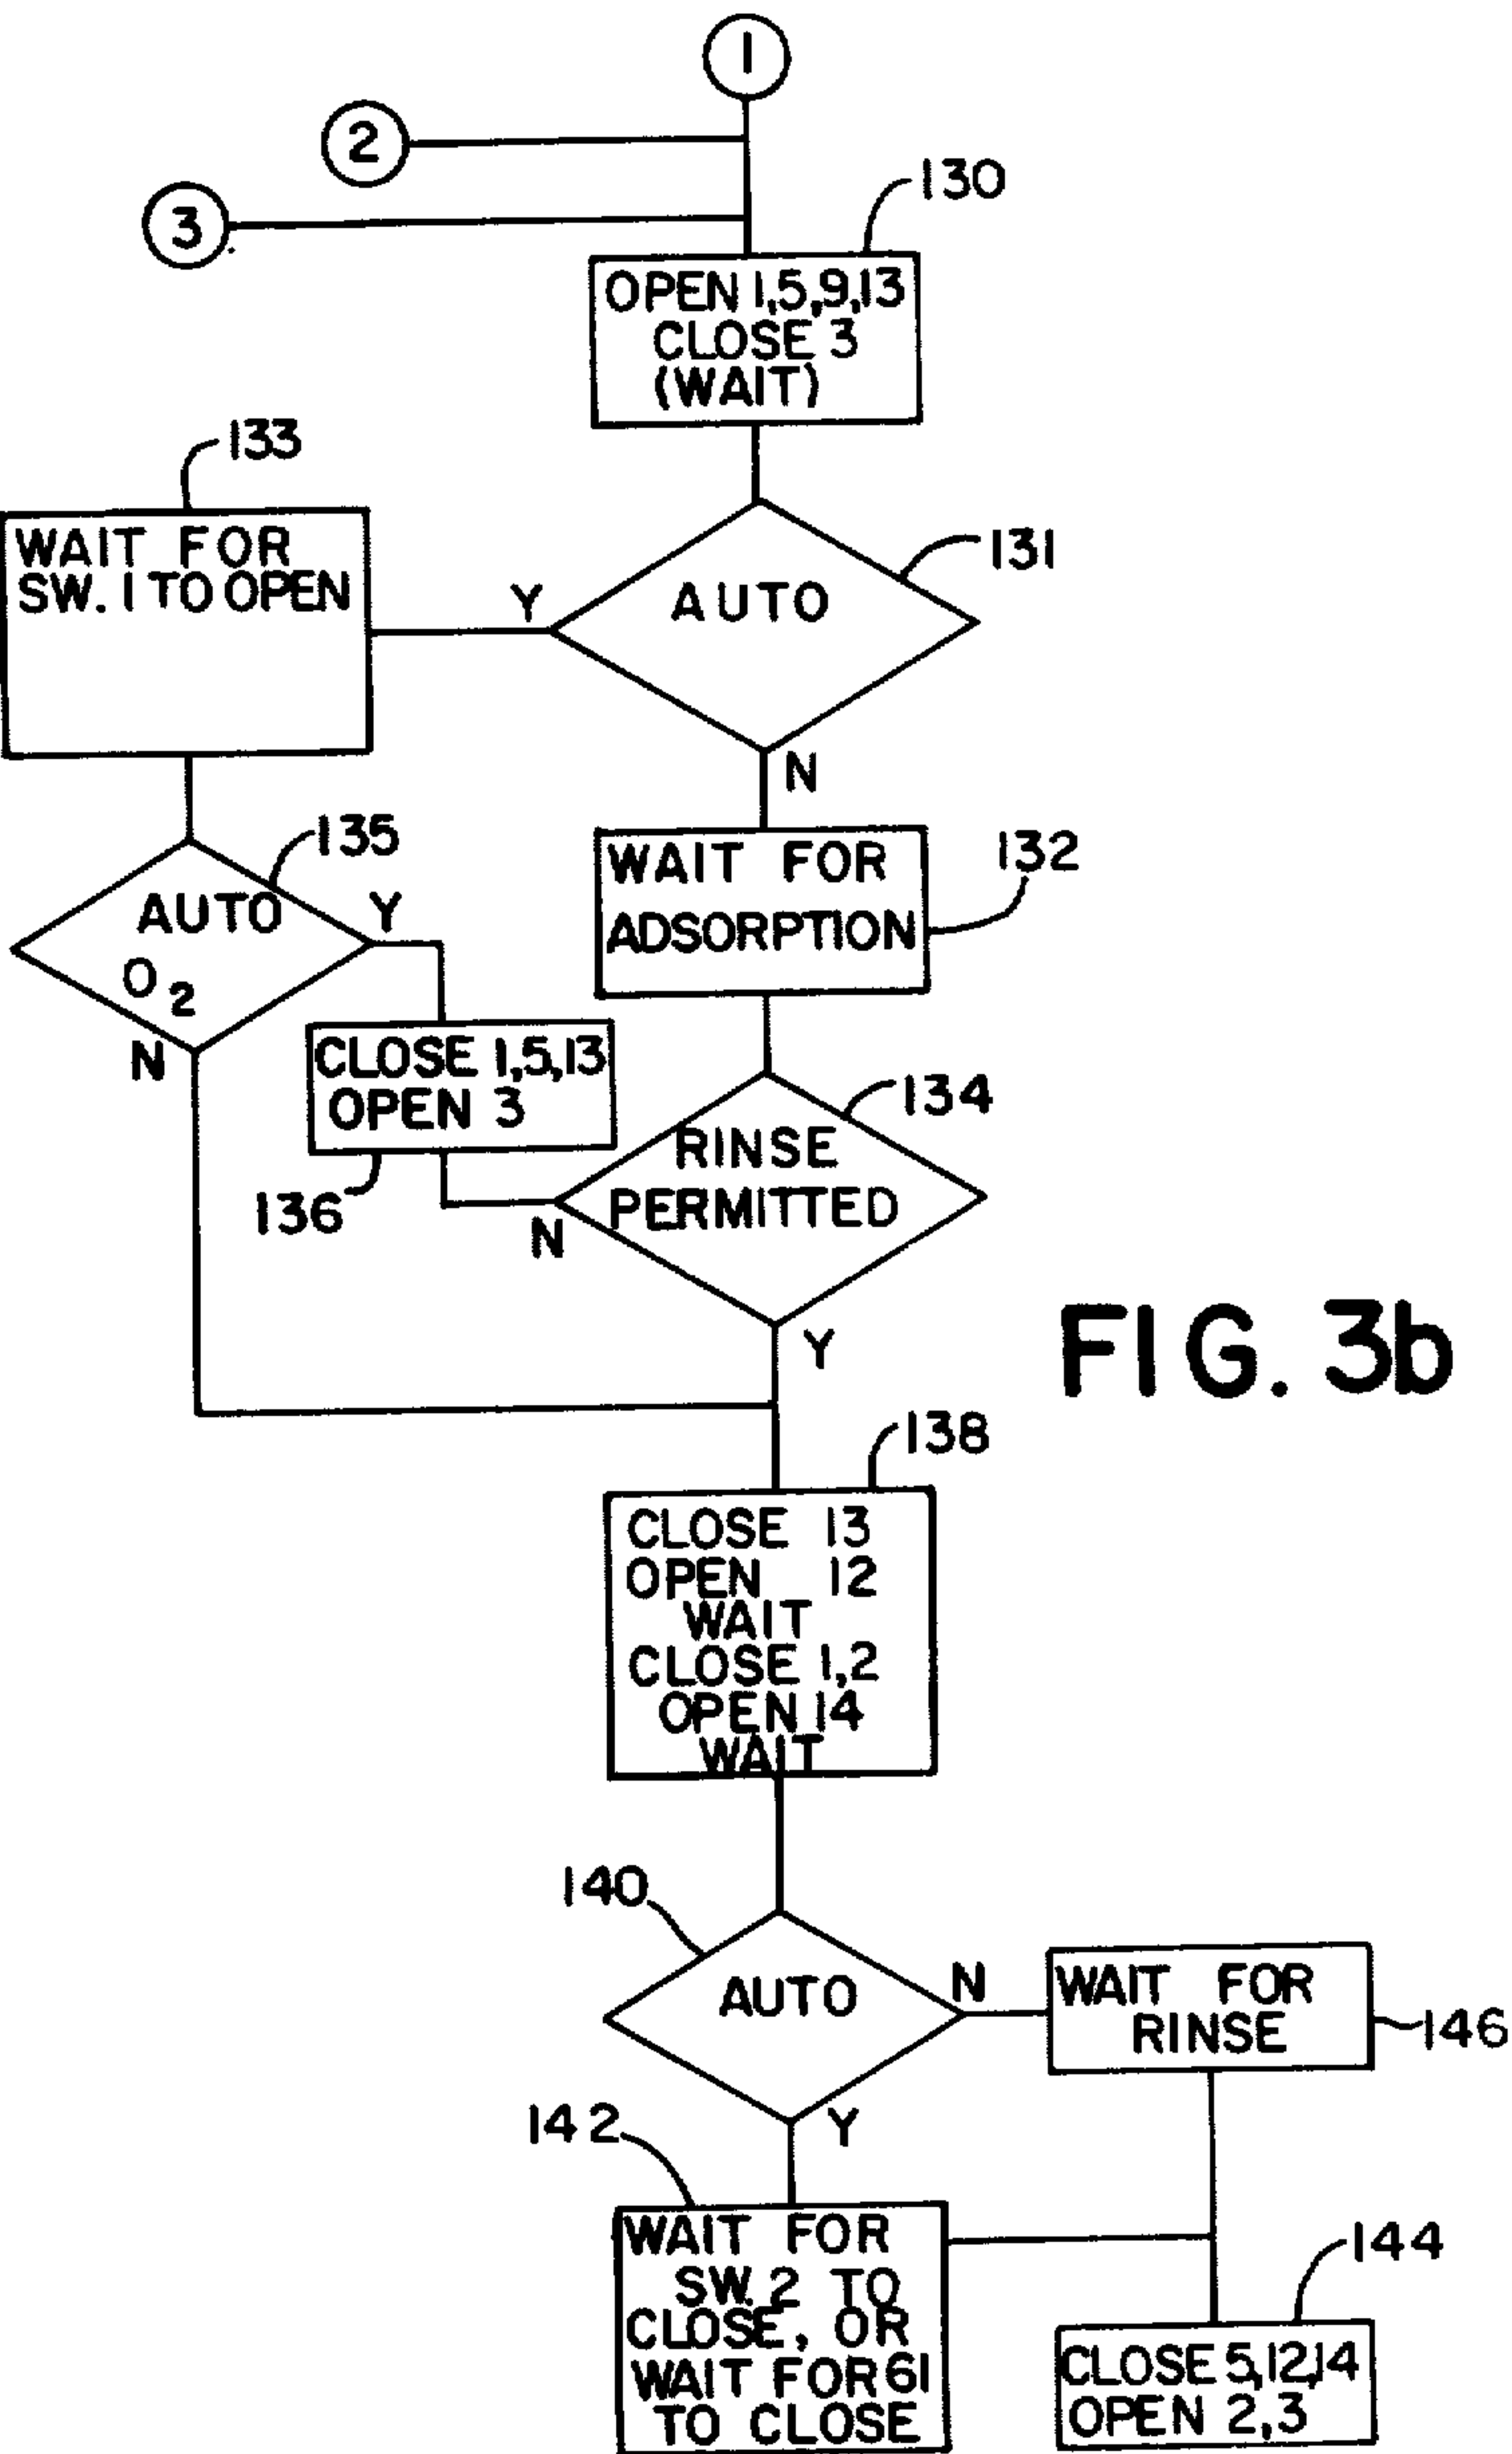 1
2
3
130
OPEN 1,5,9,13
CLOSE 3
(WAIT)
133
WAIT FOR
SW. 1 TO OPEN
131
AUTO
Y
N
135
AUTO
O2
Y
N
132
WAIT FOR
ADSORPTION
CLOSE 1,5,13
OPEN 3
136
134
RINSE
PERMITTED
N
Y
FIG. 3b
138
CLOSE 13
OPEN 12
WAIT
CLOSE 1,2
OPEN 14
WAIT
140
AUTO
N
Y
WAIT FOR
RINSE
146
142
WAIT FOR
SW. 2 TO
CLOSE, OR
WAIT FOR 61
TO CLOSE
144
CLOSE 5,12,14
OPEN 2,3